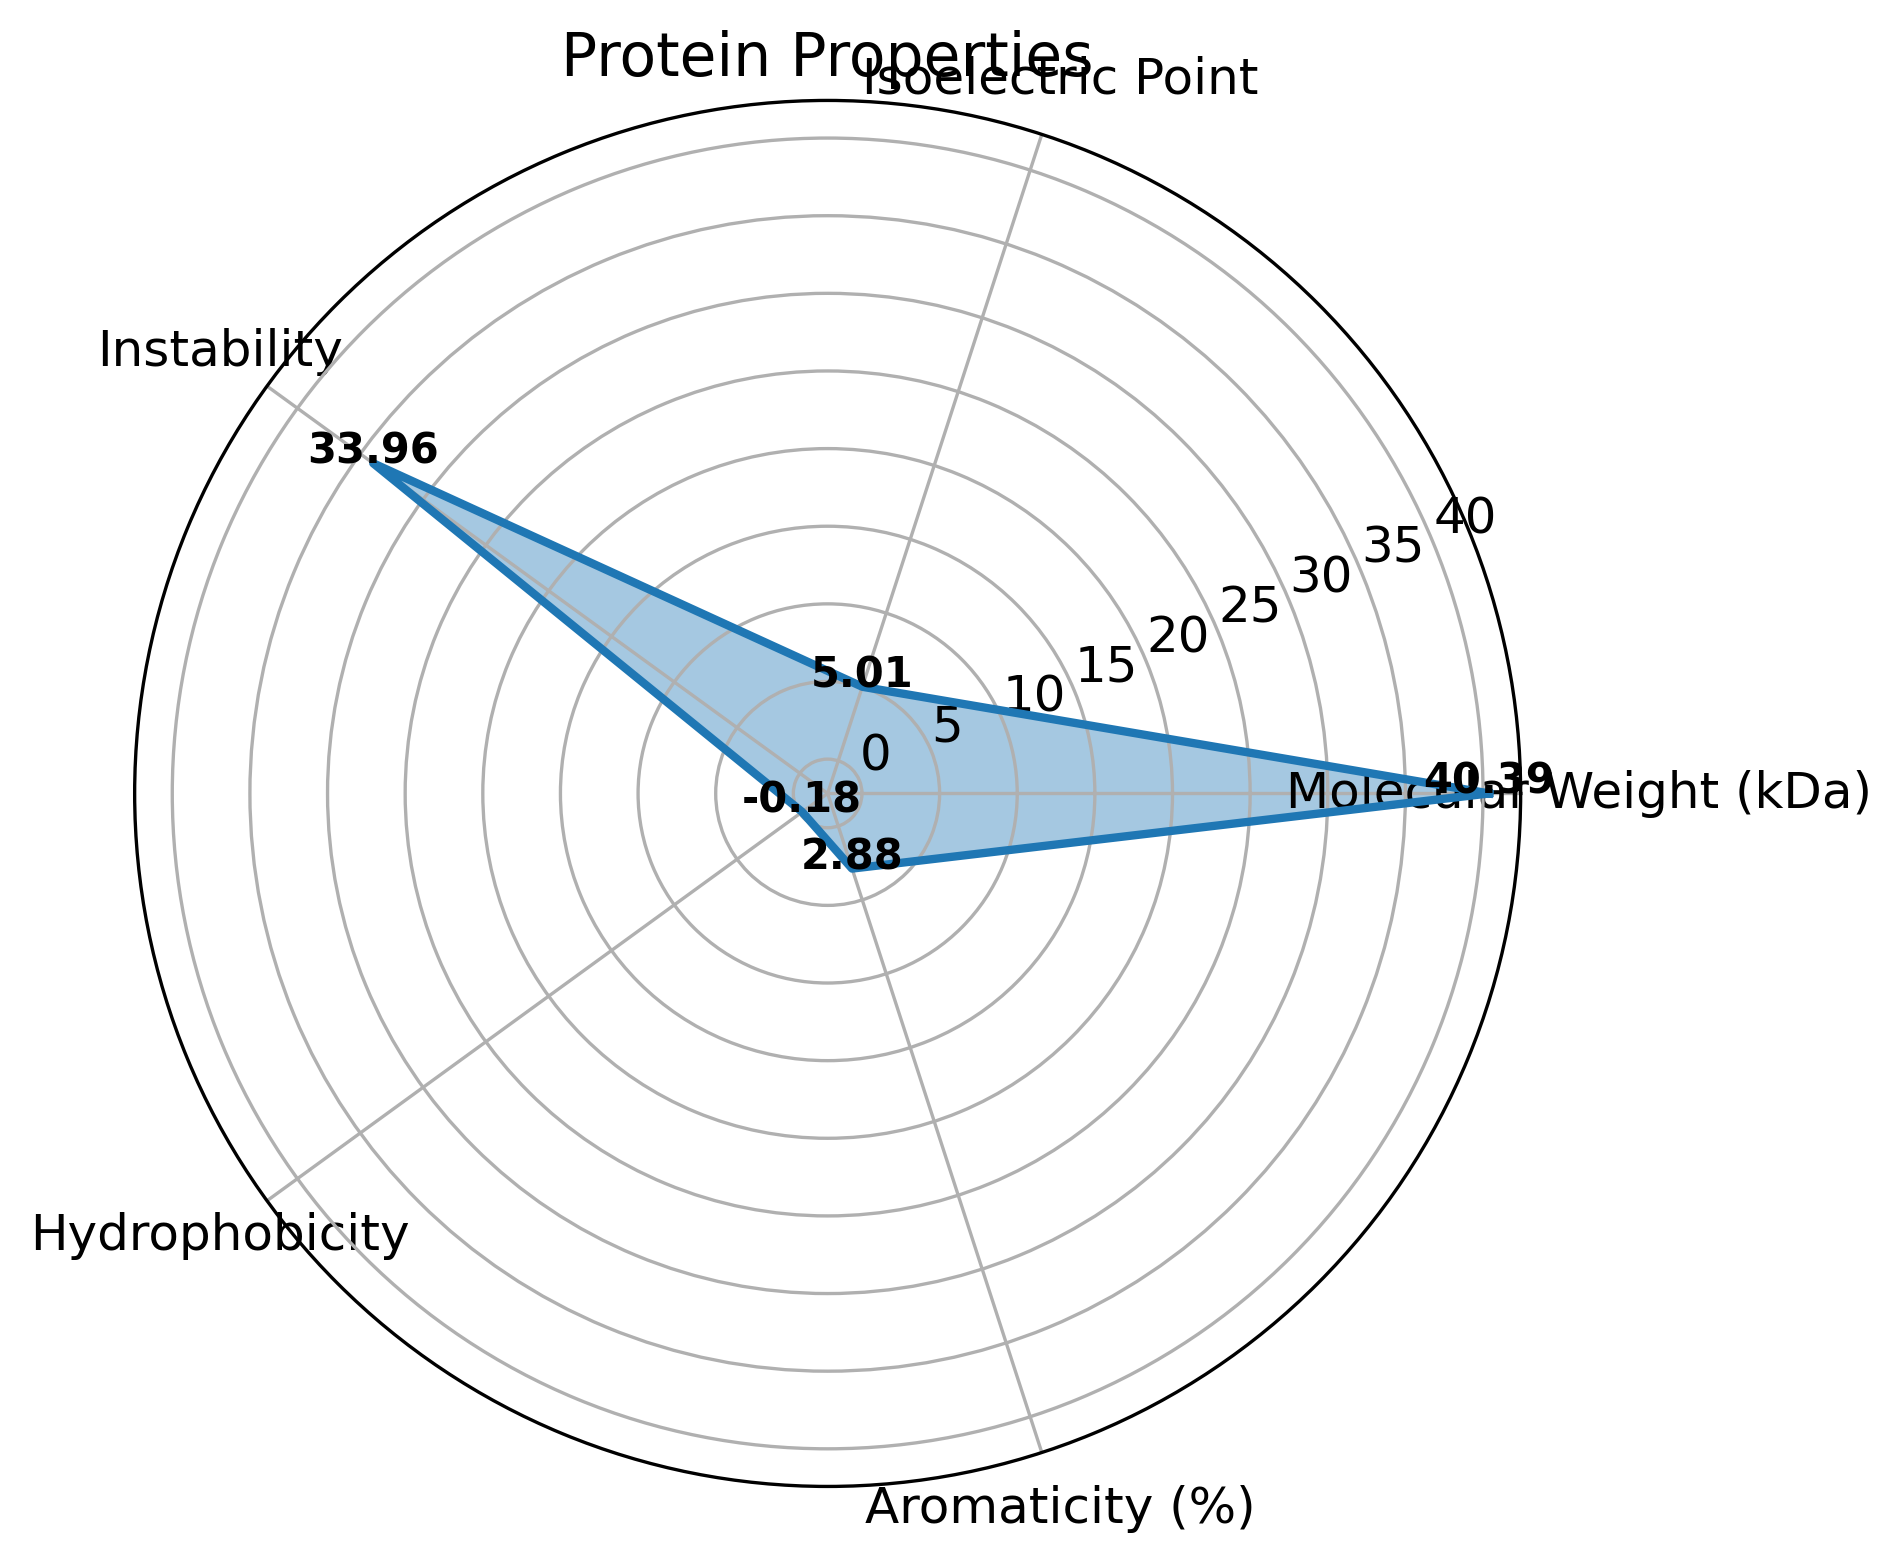 Protein Properties
Isoelectric Point
Instability
33.96
40
35
30
25
20
15
10
5
0
5.01
40.39
Molecular Weight (kDa)
-0.18
2.88
Hydrophobicity
Aromaticity (%)